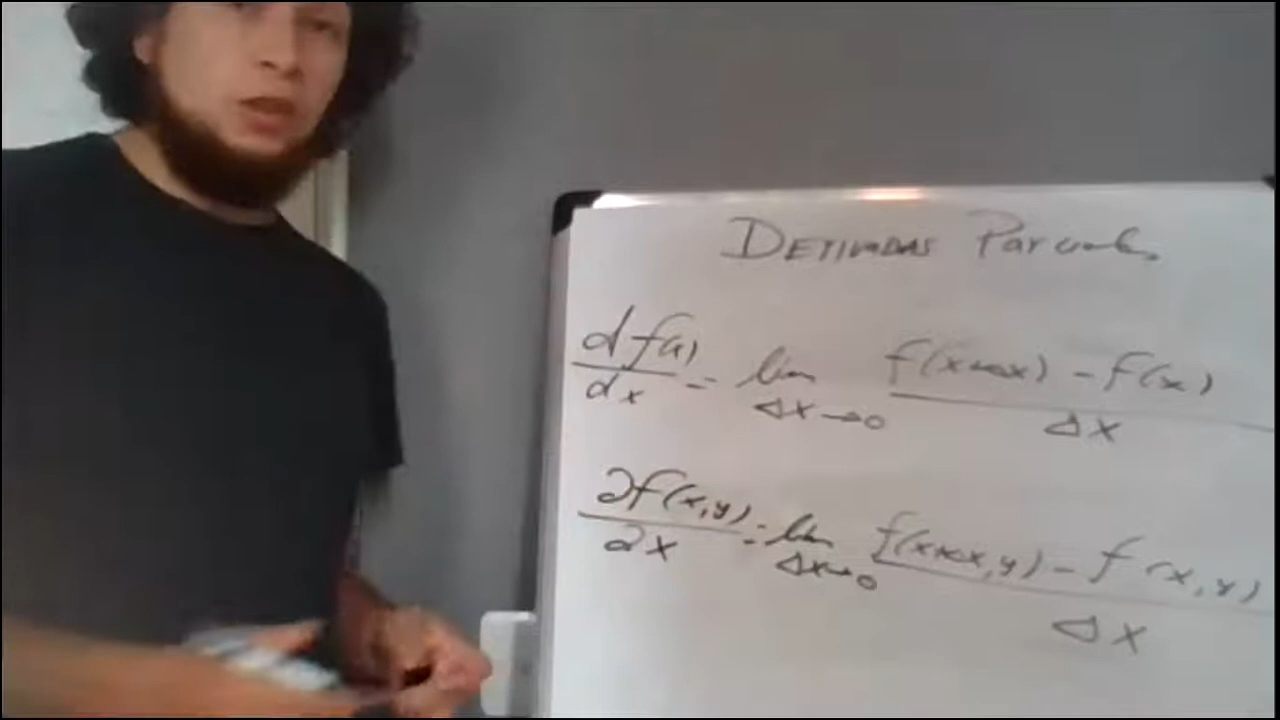 DERIVADAS Parciales
df(x)/dx = lim Δx→0 f(x+Δx) - f(x)/Δx
∂f(x,y)/∂x = lim Δx→0 f(x+Δx,y) - f(x,y)/Δx